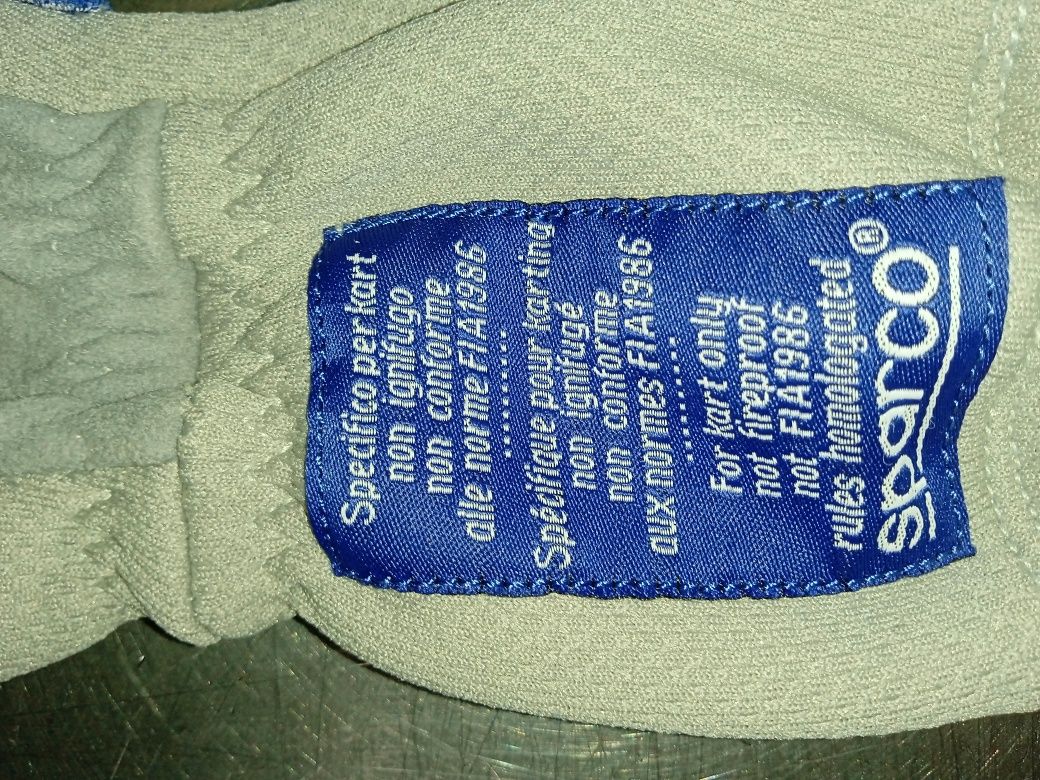 Specifico per kart
non ignifugo
non conforme
alle norme FIA1986
.......
Spécifique pour karting
non ignifugé
non conforme
aux normes FIA1986
.......
For kart only
not fireproof
not FIA1986
rules homologated
sparco®